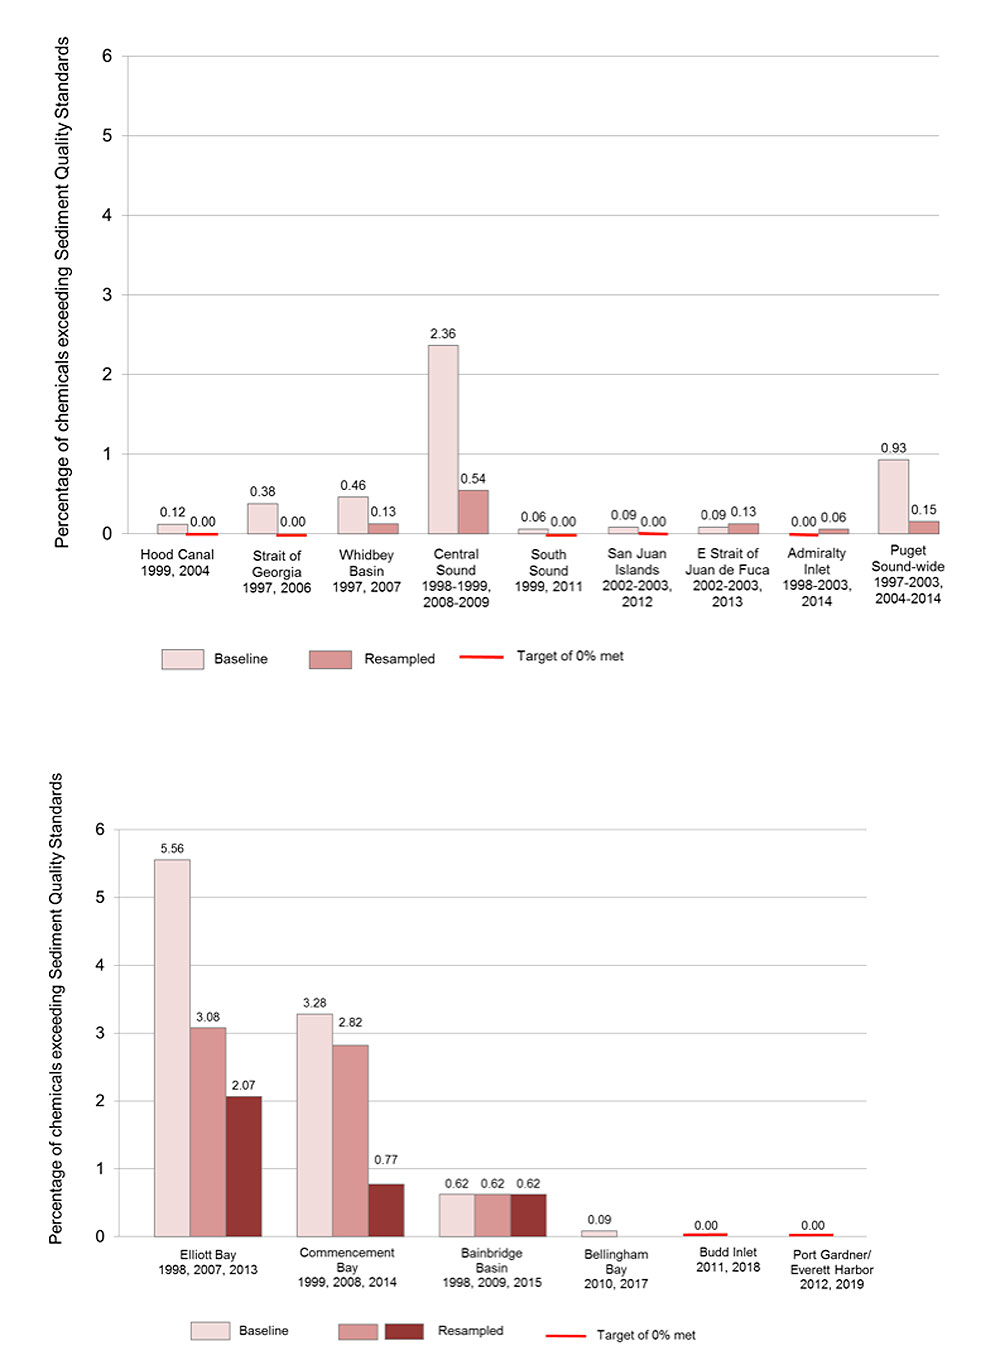 Percentage of chemicals exceeding Sediment Quality Standards
6
5
4
3
2
1
0
0.12
0.00
0.38
0.00
0.46
0.13
2.36
0.54
0.06
0.00
0.09
0.00
0.09
0.13
0.00
0.06
0.93
0.15
Hood Canal
1999, 2004
Strait of
Georgia
1997, 2006
Whidbey
Basin
1997, 2007
Central
Sound
1998-1999,
2008-2009
South
Sound
1999, 2011
San Juan
Islands
2002-2003,
2012
E Strait of
Juan de Fuca
2002-2003,
2013
Admiralty
Inlet
1998-2003,
2014
Puget
Sound-wide
1997-2003,
2004-2014
Baseline
Resampled
Target of 0% met
Percentage of chemicals exceeding Sediment Quality Standards
6
5
4
3
2
1
0
5.56
3.08
2.07
3.28
2.82
0.77
0.62
0.62
0.62
0.09
0.00
0.00
Elliott Bay
1998, 2007, 2013
Commencement
Bay
1999, 2008, 2014
Bainbridge
Basin
1998, 2009, 2015
Bellingham
Bay
2010, 2017
Budd Inlet
2011, 2018
Port Gardner/
Everett Harbor
2012, 2019
Baseline
Resampled
Target of 0% met